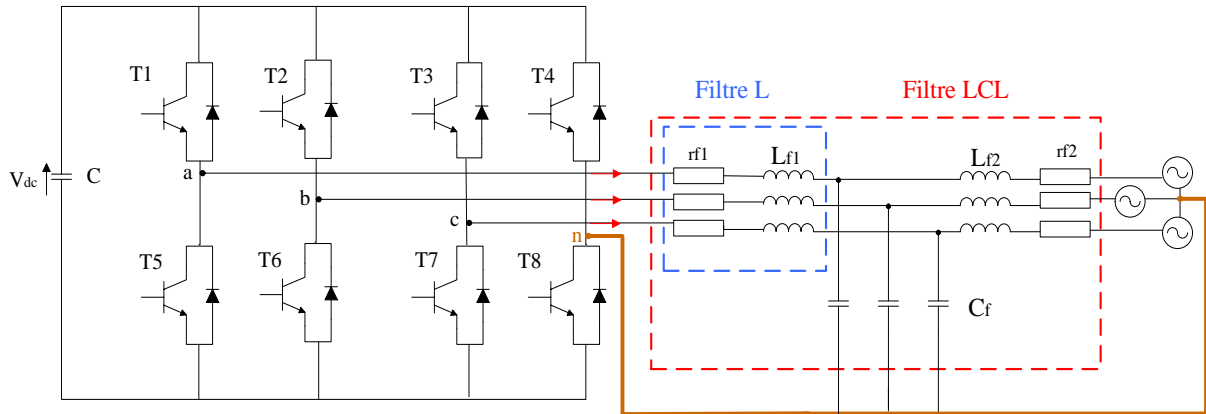 T1
T2
T3
T4
Filtre L
Filtre LCL
rf1
Lf1
Lf2
rf2
Vdc
C
a
b
c
n
T5
T6
T7
T8
Cf